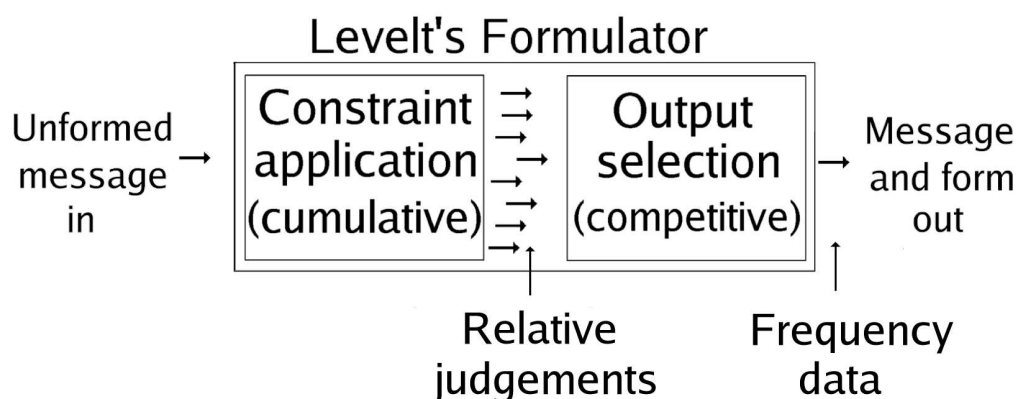 Levelt's Formulator
Unformed
message
in
Constraint
application
(cumulative)
Output
selection
(competitive)
Message
and form
out
Relative
judgements
Frequency
data